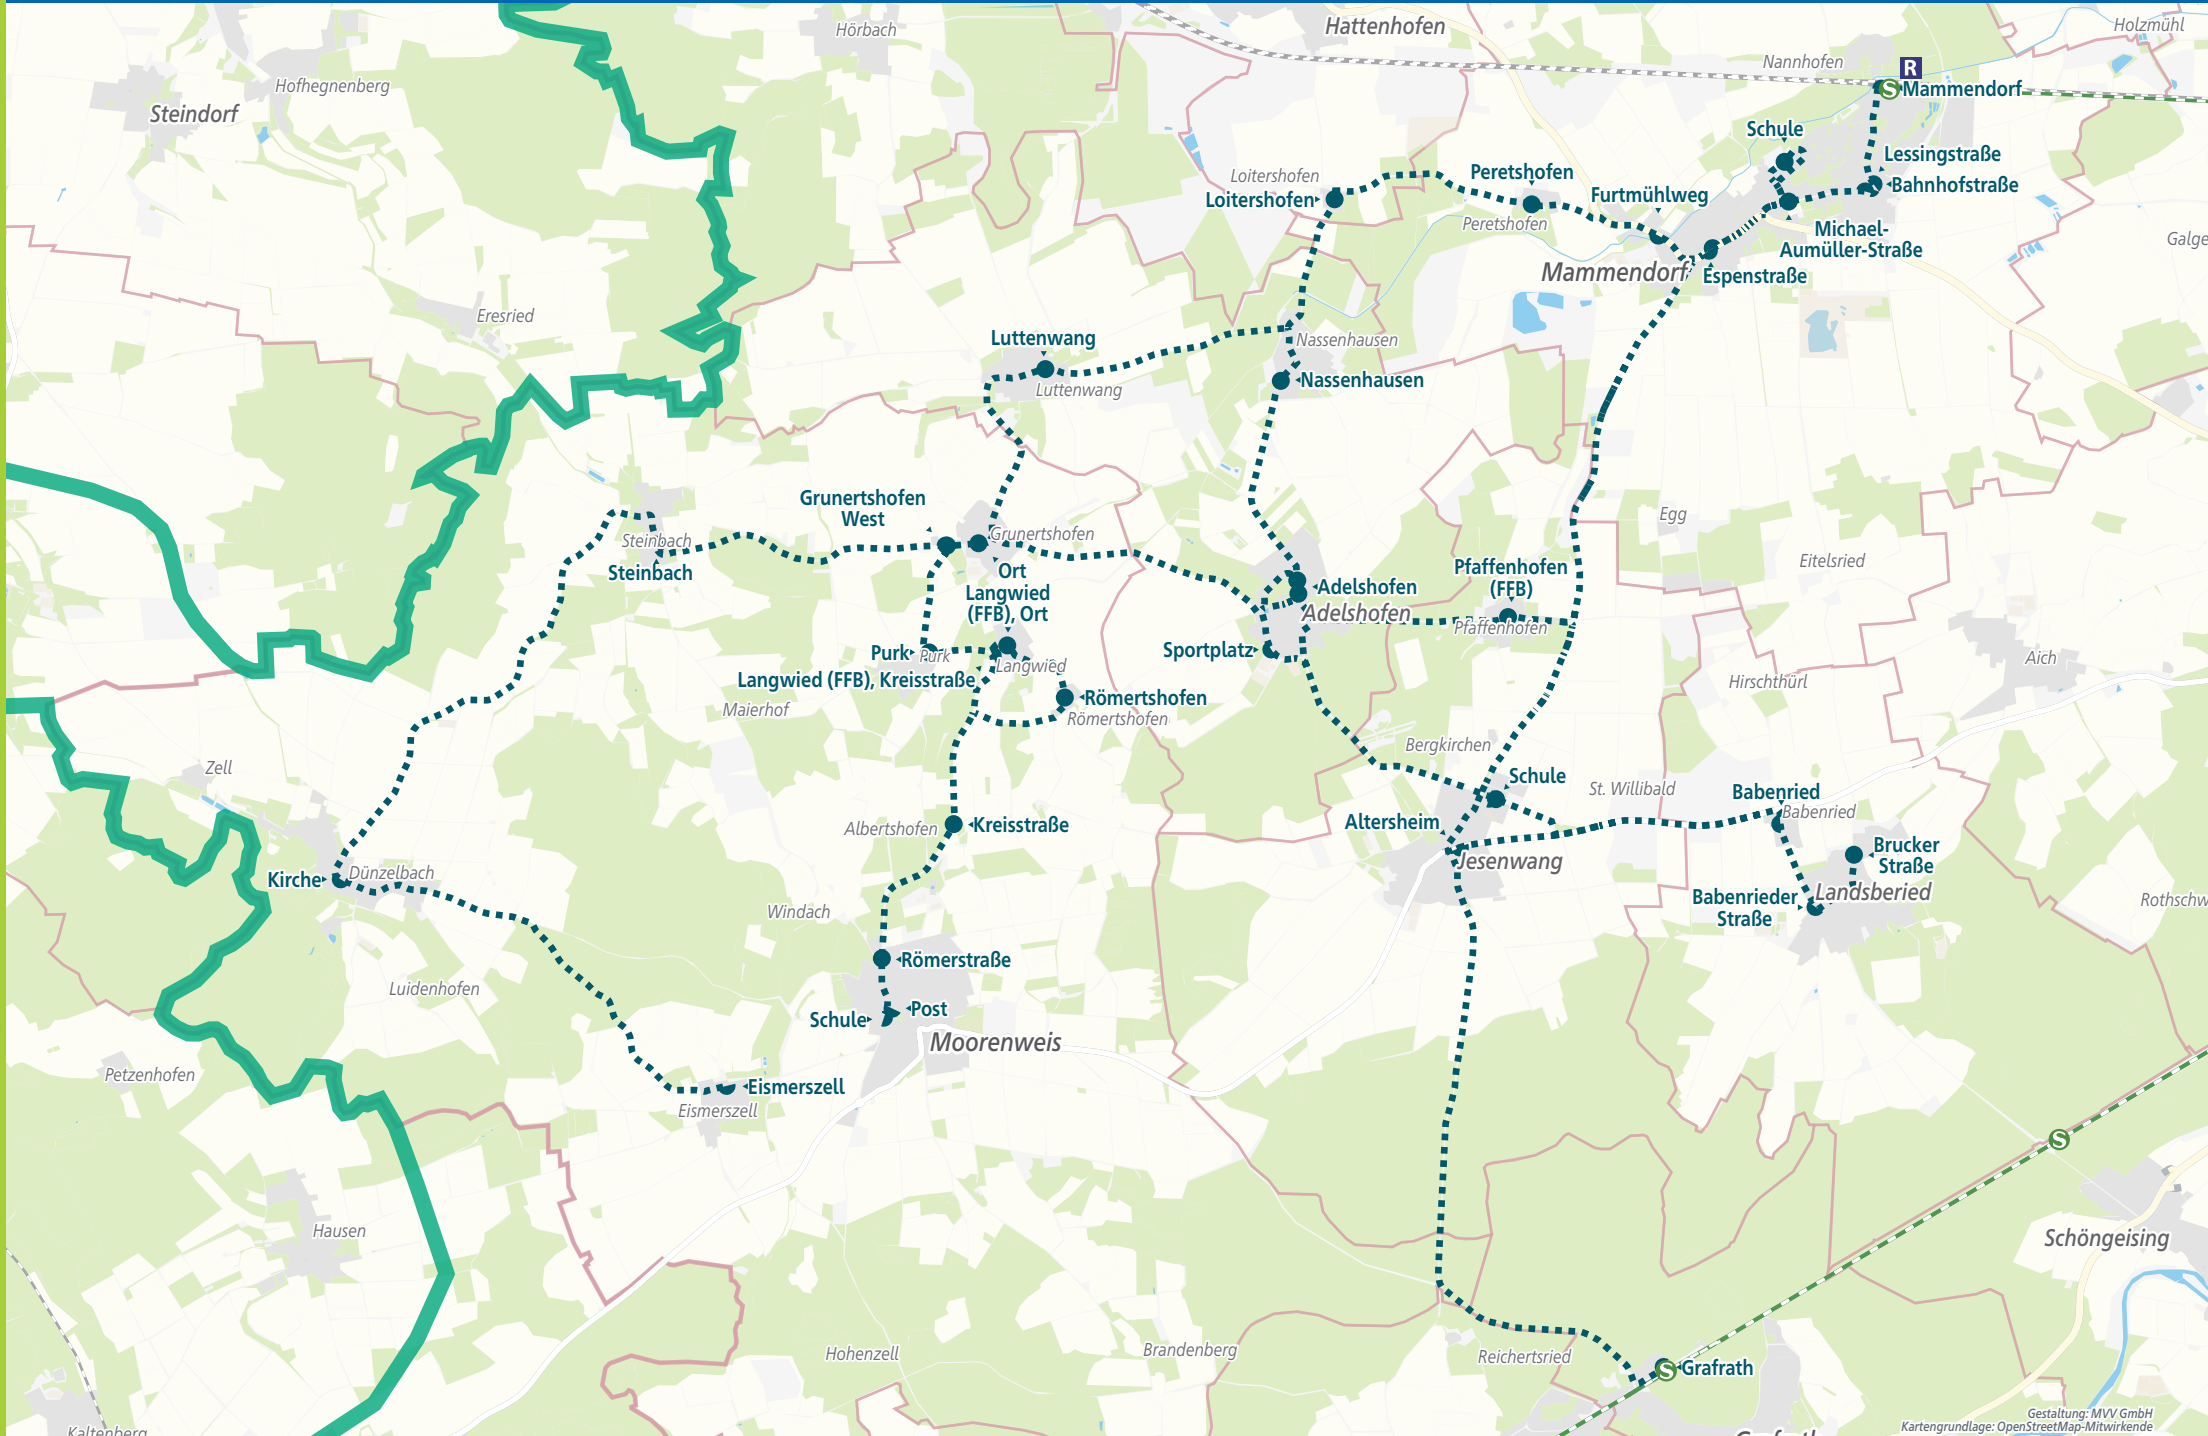 Hattenhofen
Holzmühl
Hörbach
Nannhofen
R
Hofhegnenberg
S Mammendorf
Steindorf
Schule
Lessingstraße
Loitershofen
Peretshofen
Bahnhofstraße
Loitershofen
Furtmühlweg
Peretshofen
Michael-
Aumüller-Straße
Galge
Mammendorf
Espenstraße
Eresried
Luttenwang
Nassenhausen
Luttenwang
Nassenhausen
Grunertshofen
West
Egg
Steinbach
Grunertshofen
Eitelsried
Steinbach
Ort
Pfaffenhofen
(FFB)
Langwied
(FFB), Ort
Adelshofen
Adelshofen
Pfaffenhofen
Sportplatz
Purk
Purk
Langwied
Aich
Langwied (FFB), Kreisstraße
Hirschthürl
Römertshofen
Maierhof
Römertshofen
Bergkirchen
Zell
Schule
St. Willibald
Babenried
Babenried
Albertshofen
Kreisstraße
Altersheim
Brucker
Straße
Jesenwang
Kirche
Dünzelbach
Landsberied
Babenrieder
Straße
Rothschw
Windach
Römerstraße
Luidenhofen
Post
Schule
Moorenweis
Petzenhofen
Eismerszell
Eismerszell
S
Hausen
Schöngeising
Hohenzell
Brandenberg
Reichertsried
S Grafrath
Gestaltung: MVV GmbH
Kartengrundlage: OpenStreetMap-Mitwirkende
Kaltenberg
Grafrath